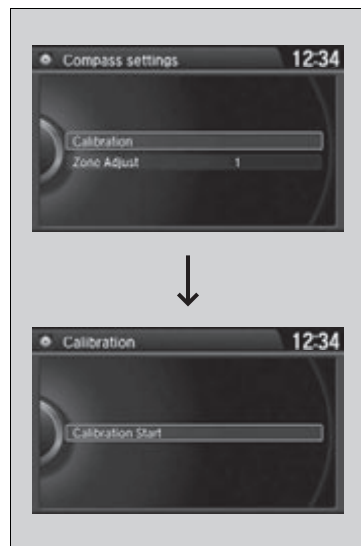 Compass settings 12:34
Calibration
Zone Adjust 1
Calibration 12:34
Calibration Start